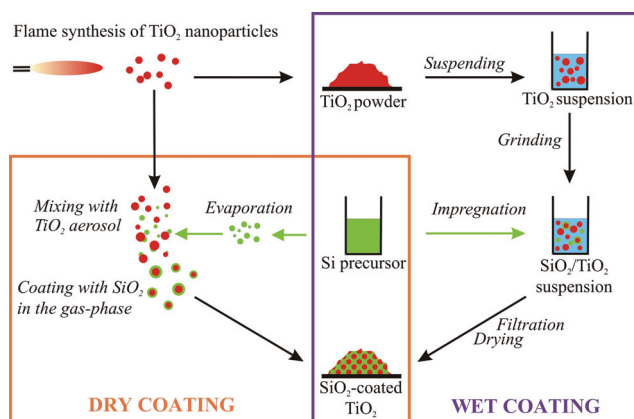 Flame synthesis of TiO₂ nanoparticles
TiO₂ powder
Suspending
TiO₂ suspension
Grinding
Mixing with
TiO₂ aerosol
Evaporation
Si precursor
Impregnation
SiO₂/TiO₂
suspension
Coating with SiO₂
in the gas-phase
Filtration
Drying
SiO₂-coated
TiO₂
DRY COATING
WET COATING